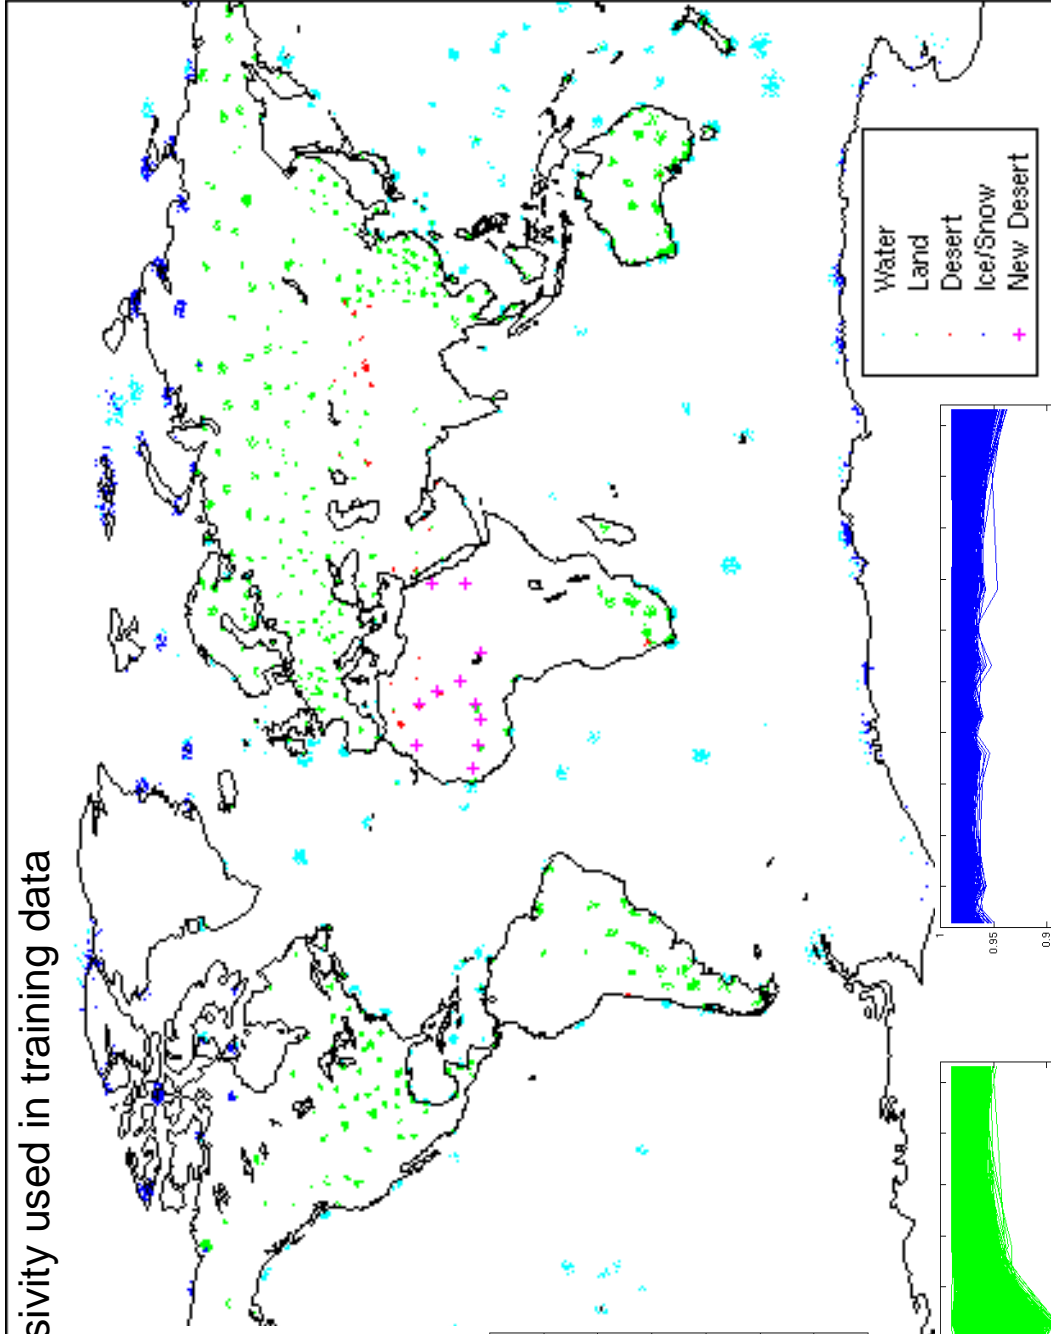 sivity used in training data
Water
Land
Desert
Ice/Snow
New Desert
1
0.95
0.9